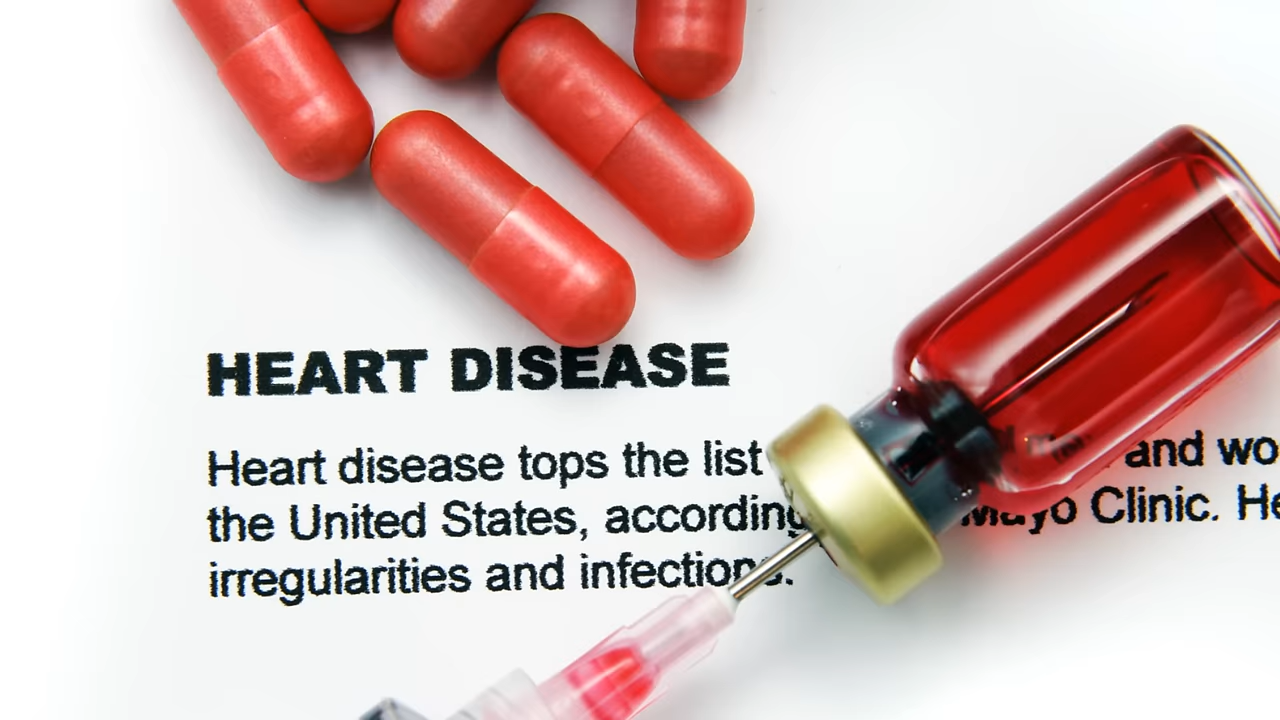 HEART DISEASE
Heart disease tops the list and wo
the United States, according Mayo Clinic. He
irregularities and infections.